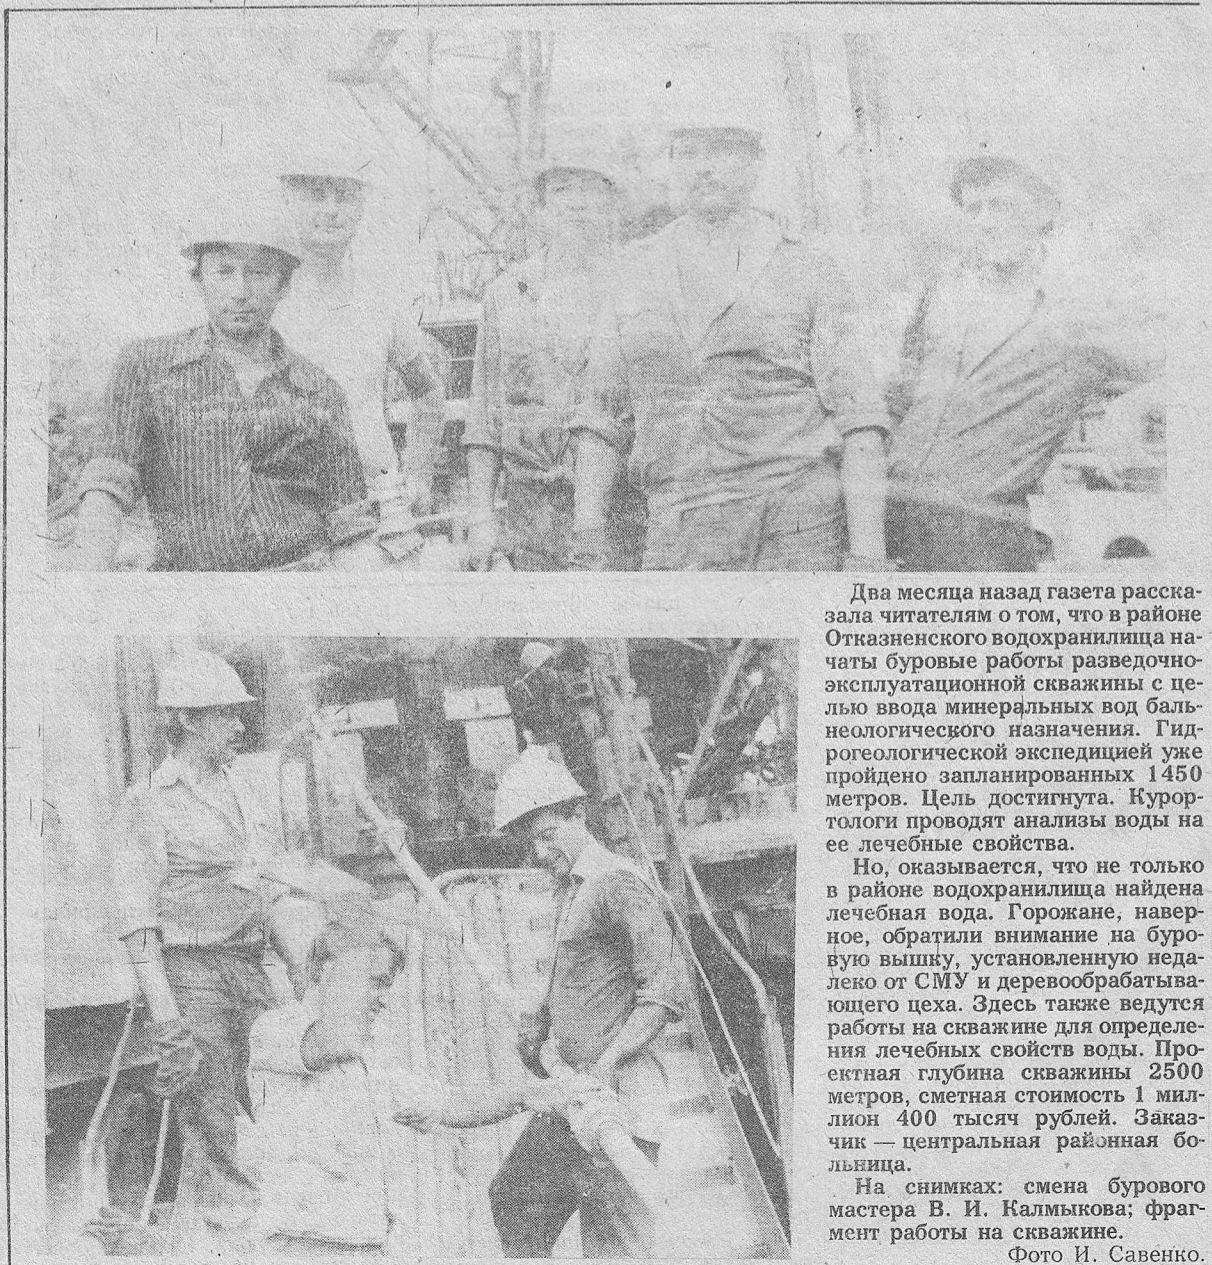 Два месяца назад газета расска-
зала читателям о том, что в районе
Отказненского водохранилища на-
чаты буровые работы разведочно-
эксплуатационной скважины с це-
лью ввода минеральных вод баль-
неологического назначения. Гид-
рогеологической экспедицией уже
пройдено запланированных 1450
метров. Цель достигнута. Курор-
тологи проводят анализы воды на
ее лечебные свойства.
Но, оказывается, что не только
в районе водохранилища найдена
лечебная вода. Горожане, навер-
ное, обратили внимание на буро-
вую вышку, установленную неда-
леко от СМУ и деревообрабатыва-
ющего цеха. Здесь также ведутся
работы на скважине для определе-
ния лечебных свойств воды. Про-
ектная глубина скважины 2500
метров, сметная стоимость 1 мил-
лион 400 тысяч рублей. Заказ-
чик — центральная районная бо-
льница.
На снимках: смена бурового
мастера В. И. Калмыкова; фраг-
мент работы на скважине.
Фото И. Савенко.